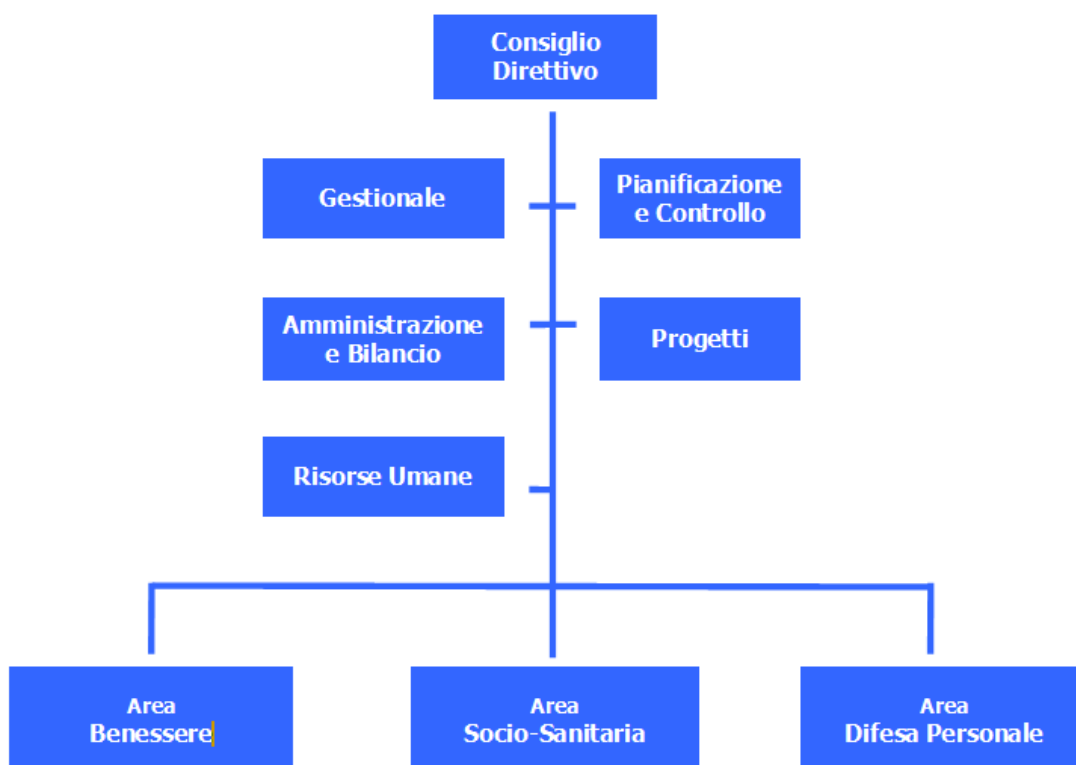 Consiglio
Direttivo
Gestionale
Pianificazione
e Controllo
Amministrazione
e Bilancio
Progetti
Risorse Umane
Area
Benessere
Area
Socio-Sanitaria
Area
Difesa Personale